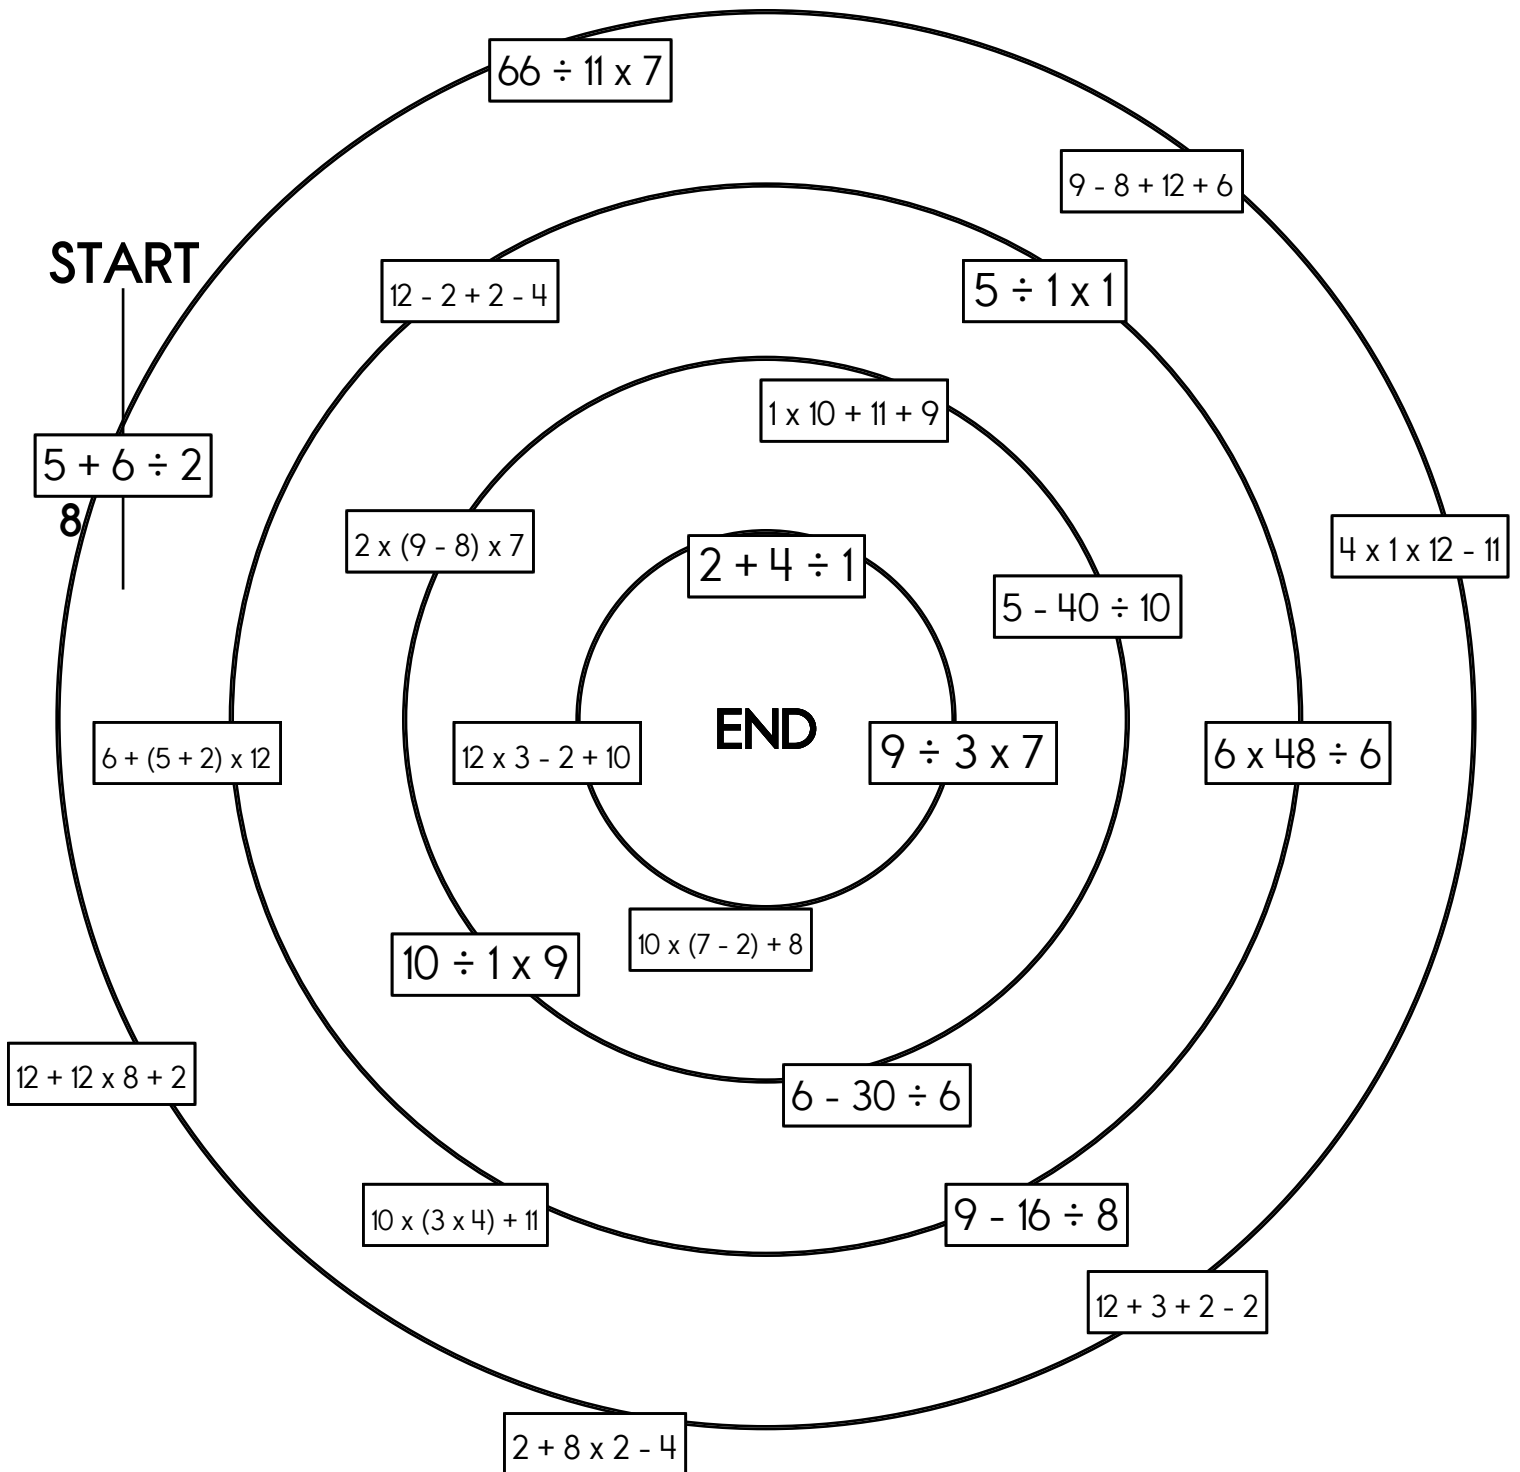 66 ÷ 11 x 7
9 - 8 + 12 + 6
START
12 - 2 + 2 - 4
5 ÷ 1 x 1
1 x 10 + 11 + 9
5 + 6 ÷ 2
8
2 x (9 - 8) x 7
4 x 1 x 12 - 11
2 + 4 ÷ 1
5 - 40 ÷ 10
END
6 + (5 + 2) x 12
12 x 3 - 2 + 10
9 ÷ 3 x 7
6 x 48 ÷ 6
10 x (7 - 2) + 8
10 ÷ 1 x 9
12 + 12 x 8 + 2
6 - 30 ÷ 6
10 x (3 x 4) + 11
9 - 16 ÷ 8
12 + 3 + 2 - 2
2 + 8 x 2 - 4